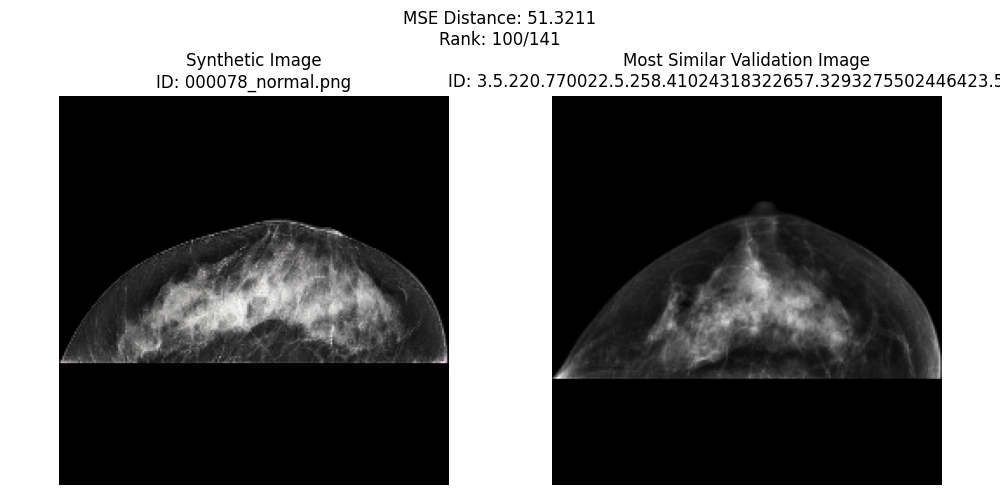 MSE Distance: 51.3211
Rank: 100/141
Synthetic Image
ID: 000078_normal.png
Most Similar Validation Image
ID: 3.5.220.770022.5.258.41024318322657.3293275502446423.5